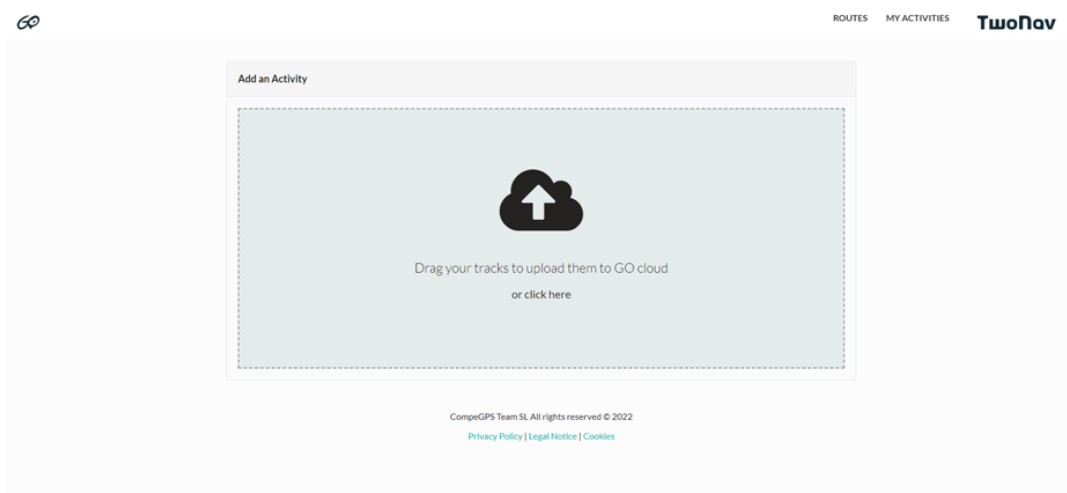 GO
ROUTES MY ACTIVITIES TwoNav
Add an Activity
Drag your tracks to upload them to GO cloud
or click here
CompeGPS Team SL All rights reserved © 2022
Privacy Policy | Legal Notice | Cookies